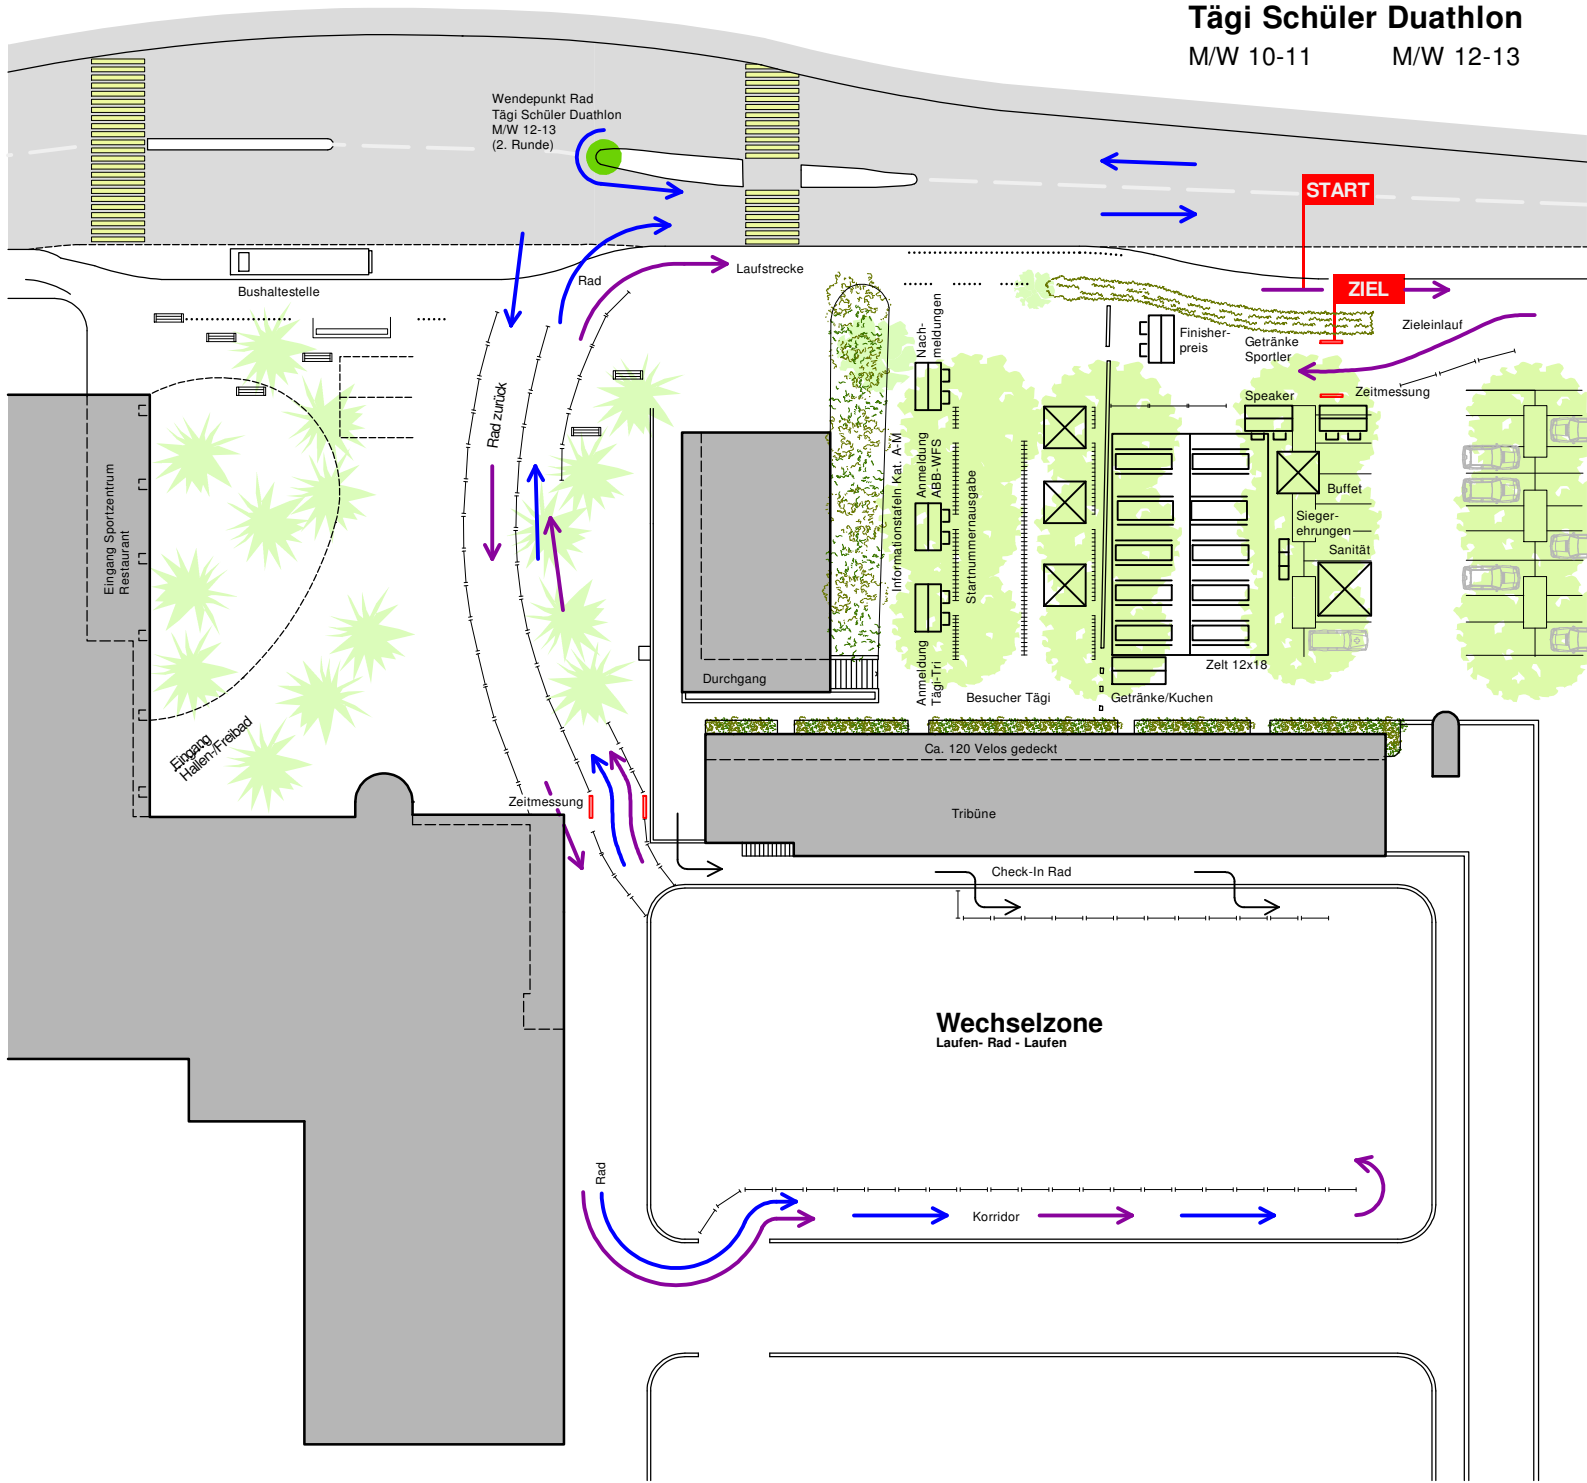 Tägi Schüler Duathlon
M/W 10-11 M/W 12-13
Wendepunkt Rad
Tägi Schüler Duathlon
M/W 12-13
(2. Runde)
START
ZIEL
Bushaltestelle
Rad
Laufstrecke
Nach-
meldungen
Finisher-
preis
Getränke
Sportler
Zieleinlauf
Zeitmessung
Speaker
Rad zurück
Eingang Sportzentrum
Restaurant
Informationstafeln Kat. A-M
Anmeldung
ABB-WFS
Startnummernausgabe
Buffet
Sieger-
ehrungen
Sanität
Anmeldung
Tägi-Tri
Durchgang
Besucher Tägi
Getränke/Kuchen
Zelt 12x18
Eingang
Hallen-/Freibad
Ca. 120 Velos gedeckt
Zeitmessung
Tribüne
Check-In Rad
Wechselzone
Laufen- Rad - Laufen
Rad
Korridor